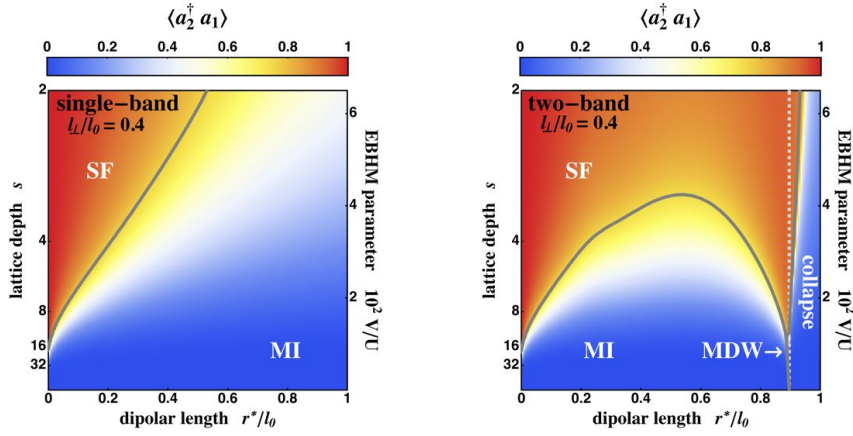 ⟨a₂† a₁⟩
0 0.2 0.4 0.6 0.8 1
single−band
l⊥/l₀ = 0.4
SF
MI
2
4
8
16
32
lattice depth s
6
4
2
EBHM parameter 10² V/U
0 0.2 0.4 0.6 0.8 1
dipolar length r*/l₀
⟨a₂† a₁⟩
0 0.2 0.4 0.6 0.8 1
two−band
l⊥/l₀ = 0.4
SF
MI
MDW→
collapse
2
4
8
16
32
lattice depth s
6
4
2
EBHM parameter 10² V/U
0 0.2 0.4 0.6 0.8 1
dipolar length r*/l₀